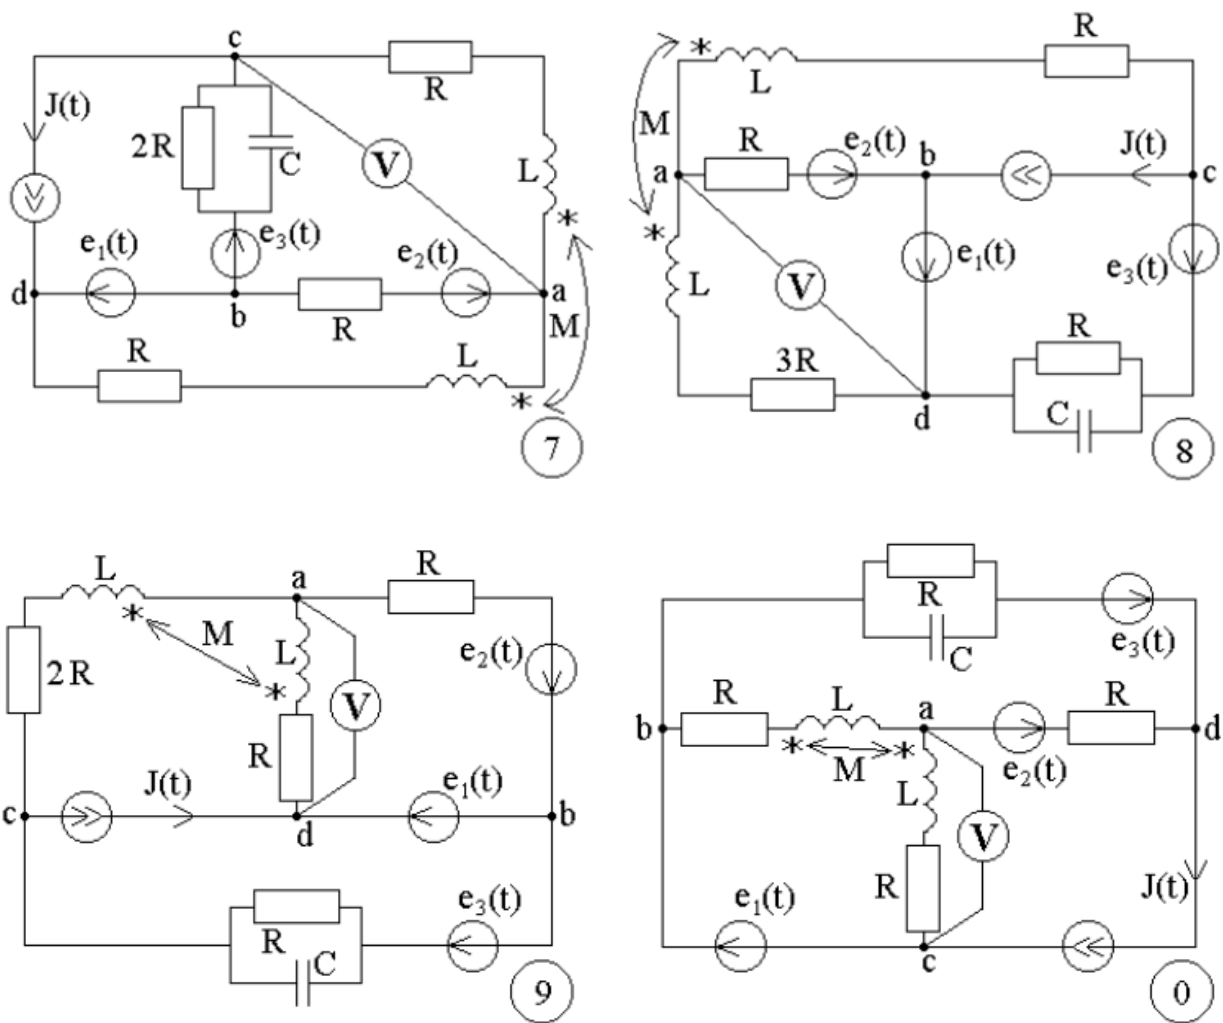 c
R
J(t)
2R
C
V
L
*
e₁(t)
e₃(t)
e₂(t)
d
b
a
R
M
R
L
*
7
*
L
R
M
R
e₂(t)
b
J(t)
a
c
*
L
V
e₁(t)
e₃(t)
3R
R
C
d
8
L
a
R
*
M
2R
L
*
e₂(t)
V
R
J(t)
e₁(t)
c
d
b
R
C
e₃(t)
9
R
C
e₃(t)
R
L
a
R
b
d
*
M
*
e₂(t)
L
V
R
J(t)
e₁(t)
c
0